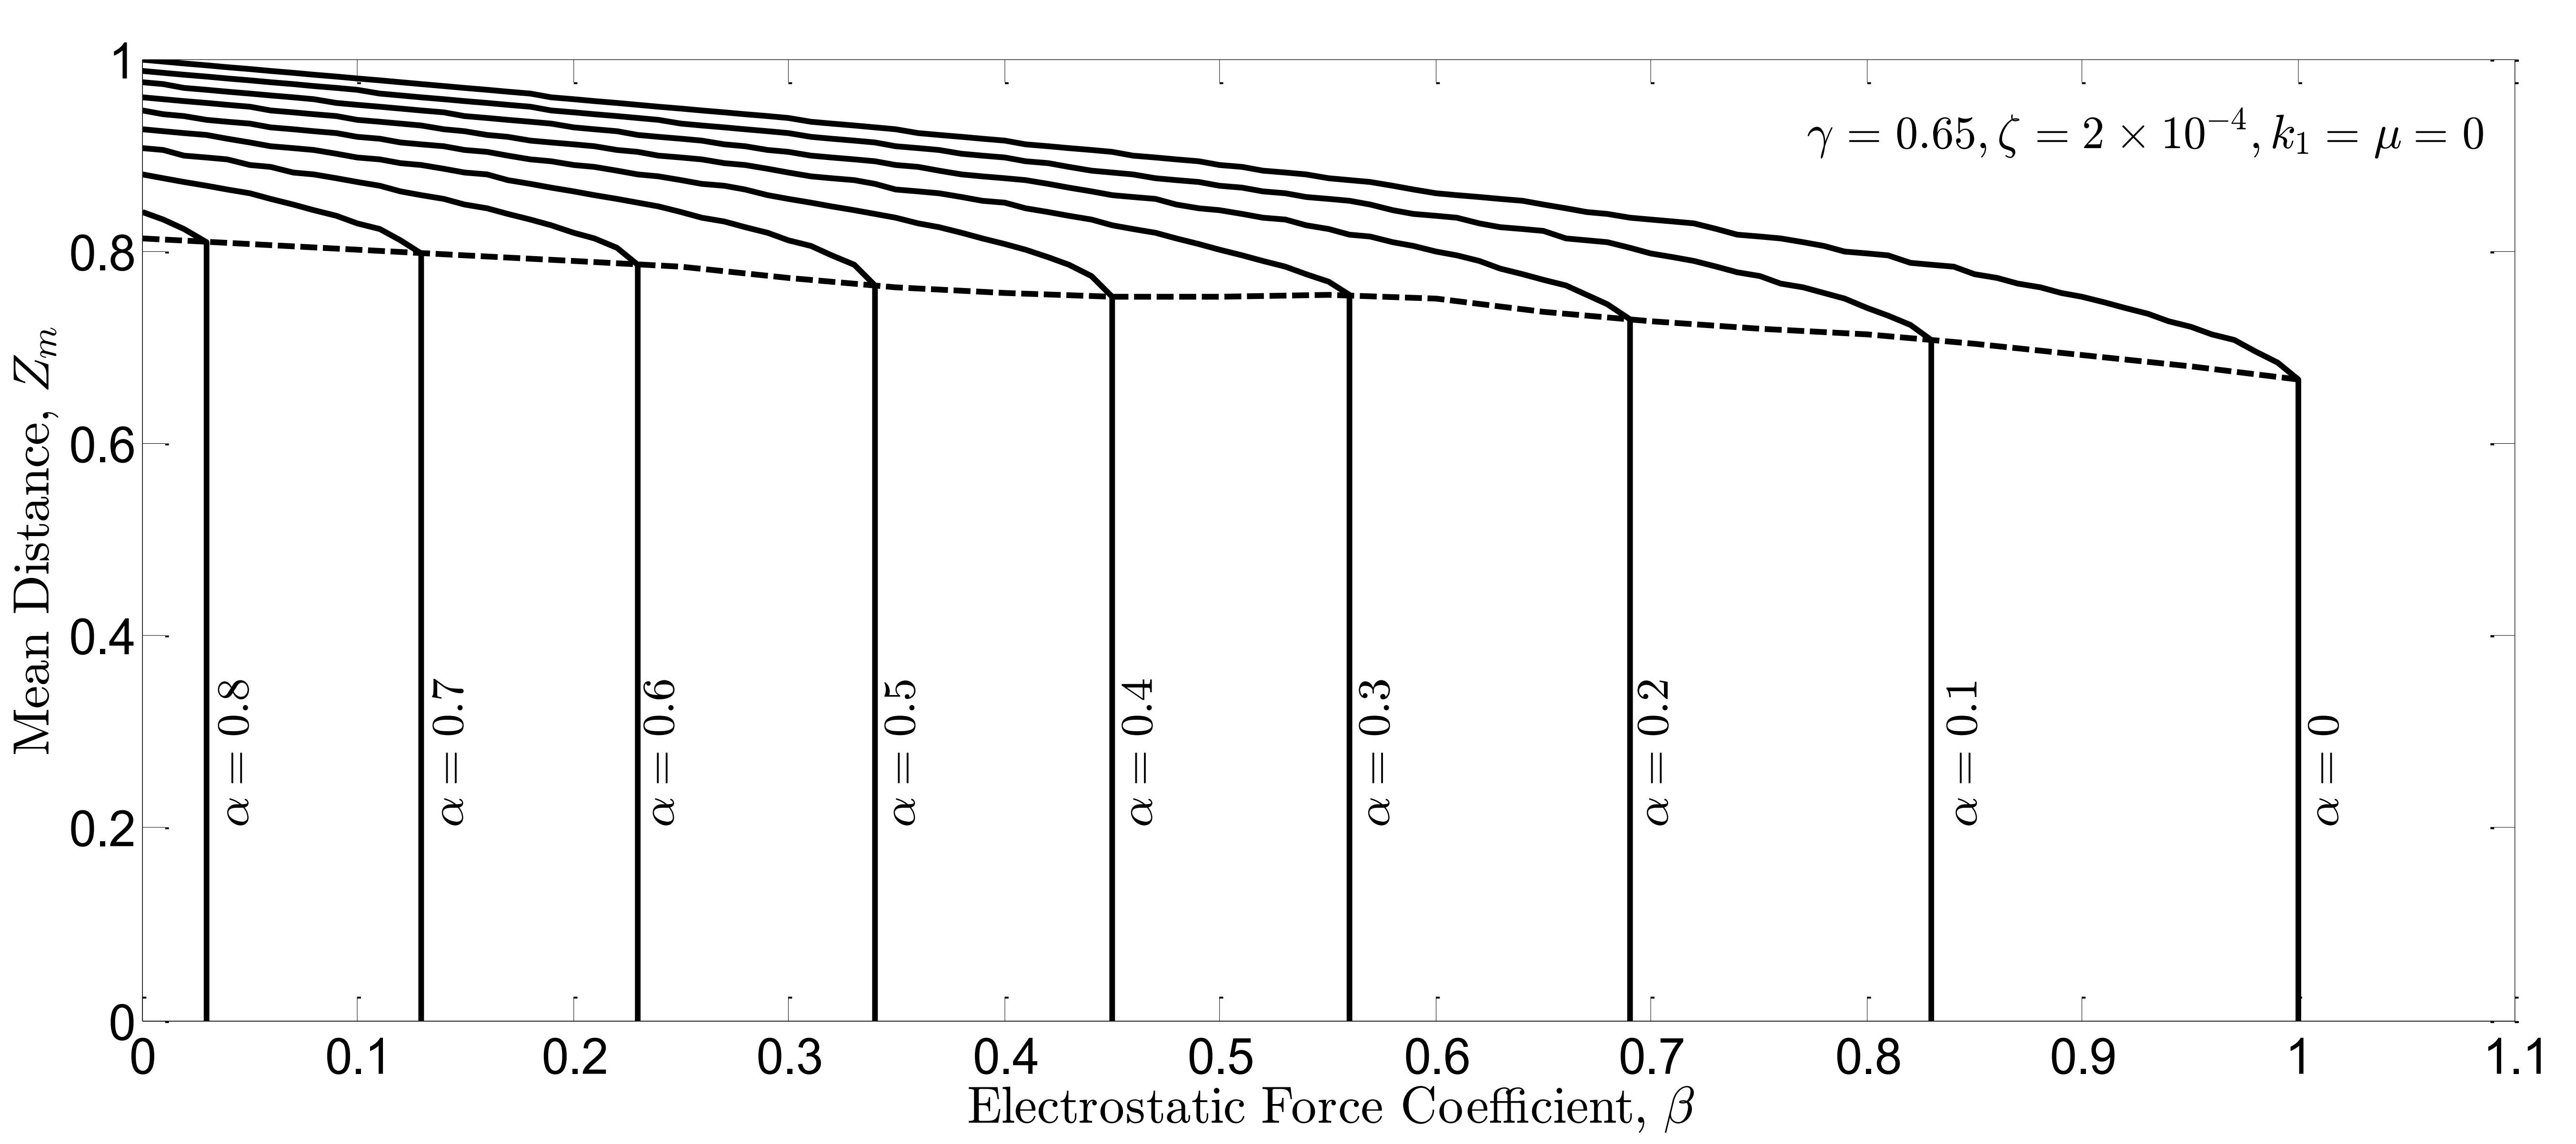 γ = 0.65, ζ = 2 × 10⁻⁴, k₁ = μ = 0
Mean Distance, Zₘ
1
0.8
0.6
0.4
0.2
0
α = 0.8
α = 0.7
α = 0.6
α = 0.5
α = 0.4
α = 0.3
α = 0.2
α = 0.1
α = 0
0 0.1 0.2 0.3 0.4 0.5 0.6 0.7 0.8 0.9 1 1.1
Electrostatic Force Coefficient, β